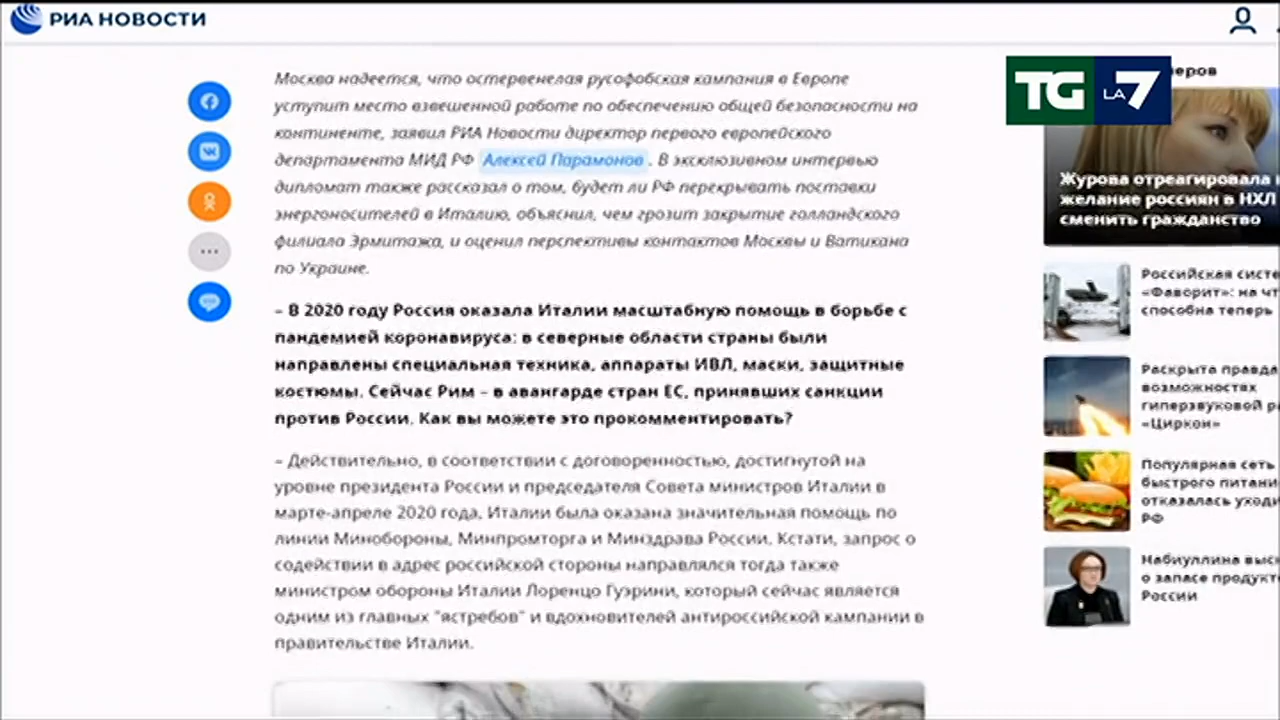 РИА НОВОСТИ
TG LA 7
Москва надеется, что остервенелая русофобская кампания в Европе
уступит место взвешенной работе по обеспечению общей безопасности на
континенте, заявил РИА Новости директор первого европейского
департамента МИД РФ Алексей Парамонов . В эксклюзивном интервью
дипломат также рассказал о том, будет ли РФ перекрывать поставки
энергоносителей в Италию, объяснил, чем грозит закрытие голландского
филиала Эрмитажа, и оценил перспективы контактов Москвы и Ватикана
по Украине.
– В 2020 году Россия оказала Италии масштабную помощь в борьбе с
пандемией коронавируса: в северные области страны были
направлены специальная техника, аппараты ИВЛ, маски, защитные
костюмы. Сейчас Рим – в авангарде стран ЕС, принявших санкции
против России. Как вы можете это прокомментировать?
– Действительно, в соответствии с договоренностью, достигнутой на
уровне президента России и председателя Совета министров Италии в
марте-апреле 2020 года, Италии была оказана значительная помощь по
линии Минобороны, Минпромторга и Минздрава России. Кстати, запрос о
содействии в адрес российской стороны направлялся тогда также
министром обороны Италии Лоренцо Гуэрини, который сейчас является
одним из главных "ястребов" и вдохновителей антироссийской кампании в
правительстве Италии.
Журова отреагировала
желание россиян в НХЛ
сменить гражданство
Российская
«Фаворит»: на
способна теперь
Раскрыта правда
возможностях
гиперзвуковой
«Циркон»
Популярная сеть
быстрого
отказалась
РФ
Набиуллина
о запасе
России